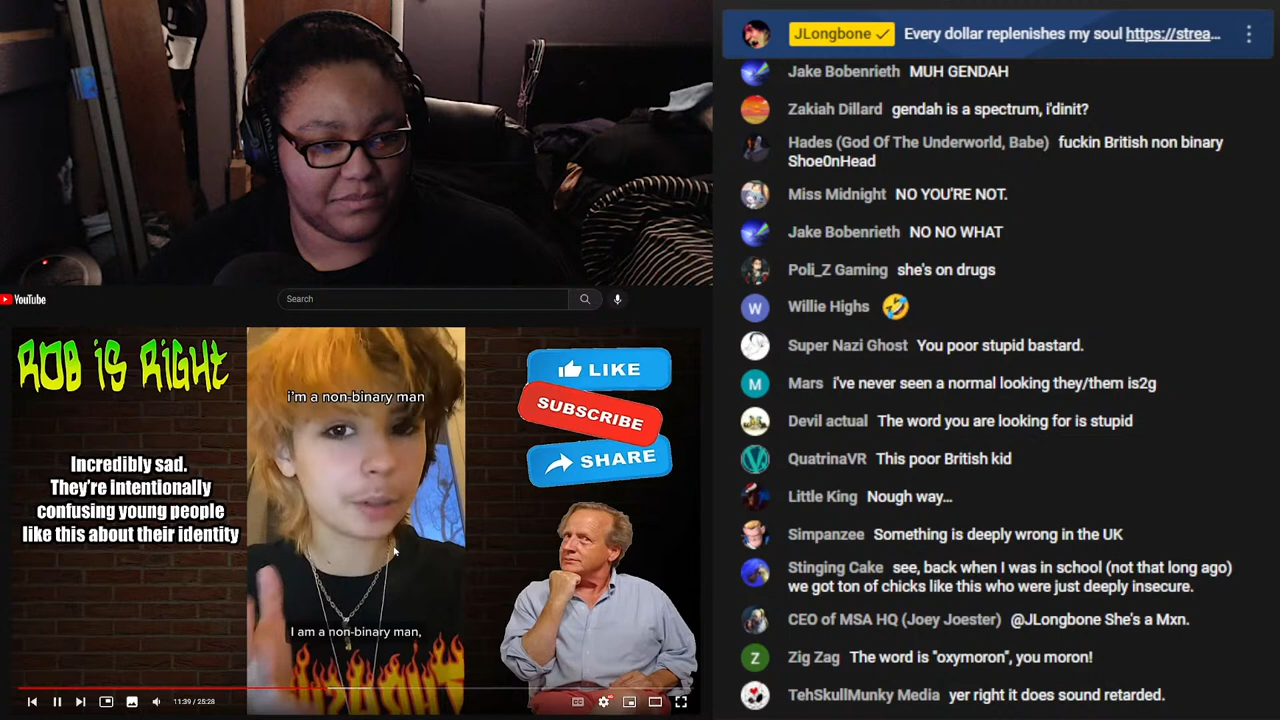 JLongbone ✓ Every dollar replenishes my soul https://strea...
Jake Bobenrieth MUH GENDAH
Zakiah Dillard gendah is a spectrum, i'dinit?
Hades (God Of The Underworld, Babe) fuckin British non binary
Shoe0nHead
Miss Midnight NO YOU'RE NOT.
Jake Bobenrieth NO NO WHAT
Poli_Z Gaming she's on drugs
W Willie Highs 🤣
Super Nazi Ghost You poor stupid bastard.
M Mars i've never seen a normal looking they/them is2g
Devil actual The word you are looking for is stupid
QuatrinaVR This poor British kid
Little King Nough way...
Simpanzee Something is deeply wrong in the UK
Stinging Cake see, back when I was in school (not that long ago)
we got ton of chicks like this who were just deeply insecure.
CEO of MSA HQ (Joey Joester) @JLongbone She's a Mxn.
Z Zig Zag The word is "oxymoron", you moron!
TehSkullMunky Media yer right it does sound retarded.
YouTube
Search
ROB iS RiGHt
Incredibly sad.
They're intentionally
confusing young people
like this about their identity
i'm a non-binary man
I am a non-binary man,
LIKE
SUBSCRIBE
SHARE
11:39 / 25:28